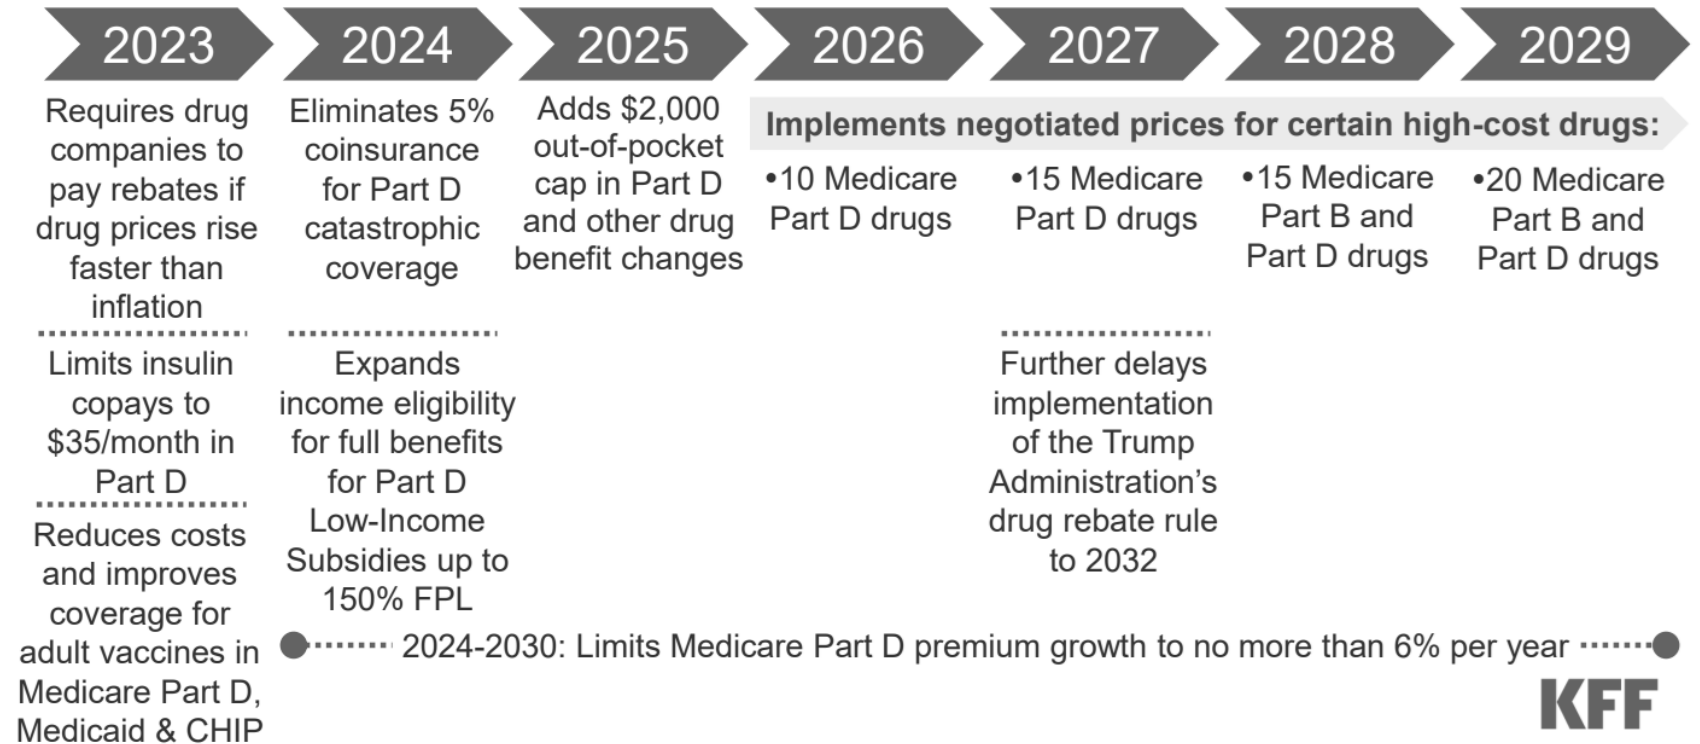 2023
2024
2025
2026
2027
2028
2029
Requires drug
companies to
pay rebates if
drug prices rise
faster than
inflation
Limits insulin
copays to
$35/month in
Part D
Reduces costs
and improves
coverage for
adult vaccines in
Medicare Part D,
Medicaid & CHIP
Eliminates 5%
coinsurance
for Part D
catastrophic
coverage
Expands
income eligibility
for full benefits
for Part D
Low-Income
Subsidies up to
150% FPL
Adds $2,000
out-of-pocket
cap in Part D
and other drug
benefit changes
Implements negotiated prices for certain high-cost drugs:
•10 Medicare
Part D drugs
•15 Medicare
Part D drugs
•15 Medicare
Part B and
Part D drugs
•20 Medicare
Part B and
Part D drugs
Further delays
implementation
of the Trump
Administration’s
drug rebate rule
to 2032
2024-2030: Limits Medicare Part D premium growth to no more than 6% per year
KFF